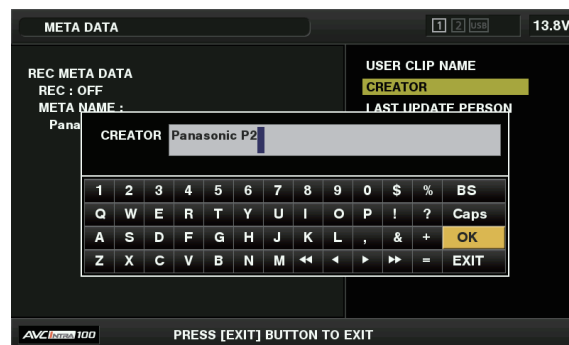 META DATA
1 2 USB 13.8V
REC META DATA
REC : OFF
META NAME :
Pana
USER CLIP NAME
CREATOR
LAST UPDATE PERSON
CREATOR Panasonic P2
1 2 3 4 5 6 7 8 9 0 $ % BS
Q W E R T Y U I O P ! ? Caps
A S D F G H J K L , & + OK
Z X C V B N M ◀◀ ◀ ▶ ▶▶ = EXIT
AVC INTRA 100 PRESS [EXIT] BUTTON TO EXIT